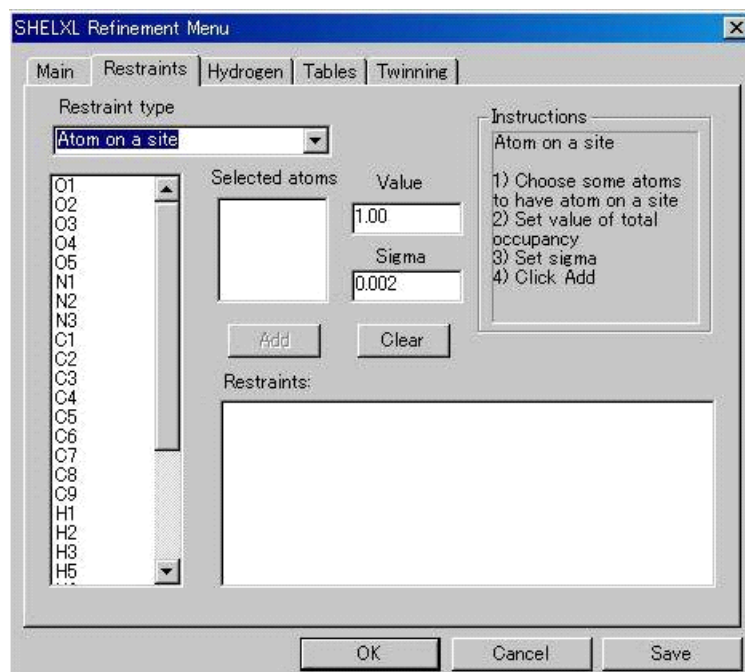 SHELXL Refinement Menu
Main Restraints Hydrogen Tables Twinning
Restraint type
Atom on a site
O1
O2
O3
O4
O5
N1
N2
N3
C1
C2
C3
C4
C5
C6
C7
C8
C9
H1
H2
H3
H5
Selected atoms
Value
1.00
Sigma
0.002
Add
Clear
Instructions
Atom on a site
1) Choose some atoms
to have atom on a site
2) Set value of total
occupancy
3) Set sigma
4) Click Add
Restraints:
OK Cancel Save